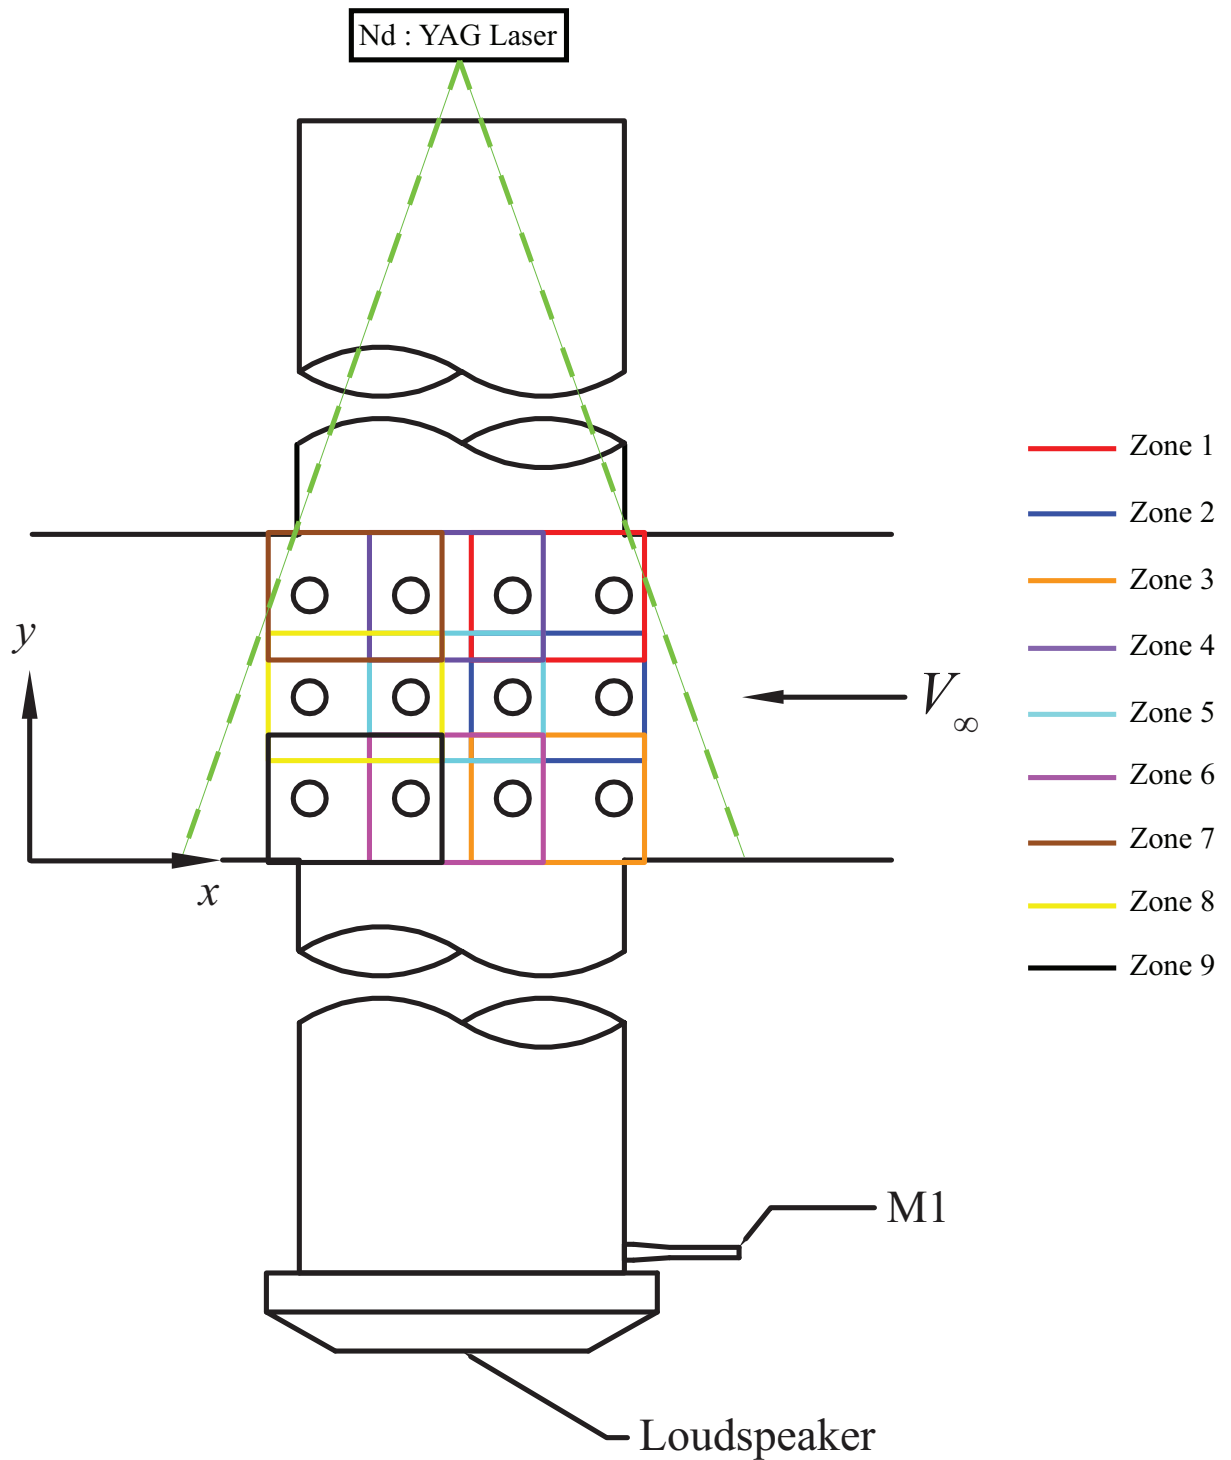 Nd : YAG Laser
Zone 1
Zone 2
Zone 3
Zone 4
Zone 5
Zone 6
Zone 7
Zone 8
Zone 9
y
x
V∞
M1
Loudspeaker